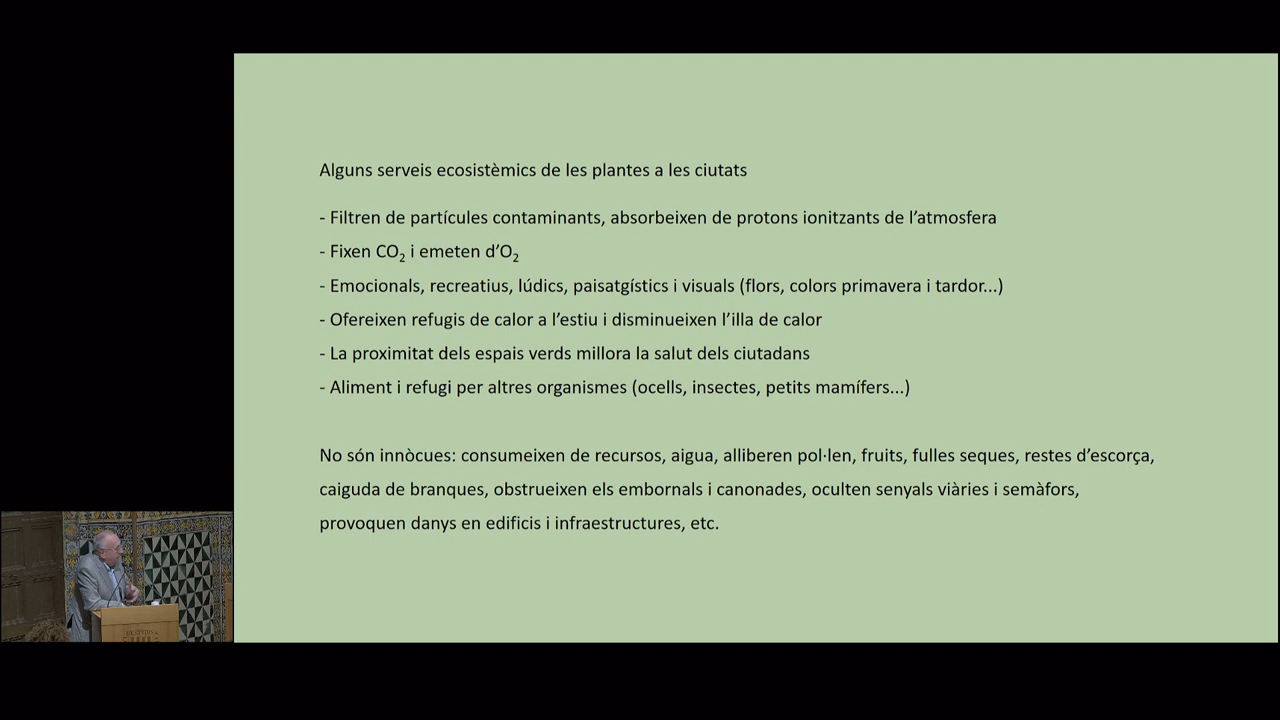 Alguns serveis ecosistèmics de les plantes a les ciutats
- Filtren de partícules contaminants, absorbeixen de protons ionitzants de l’atmosfera
- Fixen CO₂ i emeten d’O₂
- Emocionals, recreatius, lúdics, paisatgístics i visuals (flors, colors primavera i tardor...)
- Ofereixen refugis de calor a l’estiu i disminueixen l’illa de calor
- La proximitat dels espais verds millora la salut dels ciutadans
- Aliment i refugi per altres organismes (ocells, insectes, petits mamífers...)
No són innòcues: consumeixen de recursos, aigua, alliberen pol·len, fruits, fulles seques, restes d’escorça,
caiguda de branques, obstrueixen els embornals i canonades, oculten senyals viàries i semàfors,
provoquen danys en edificis i infraestructures, etc.